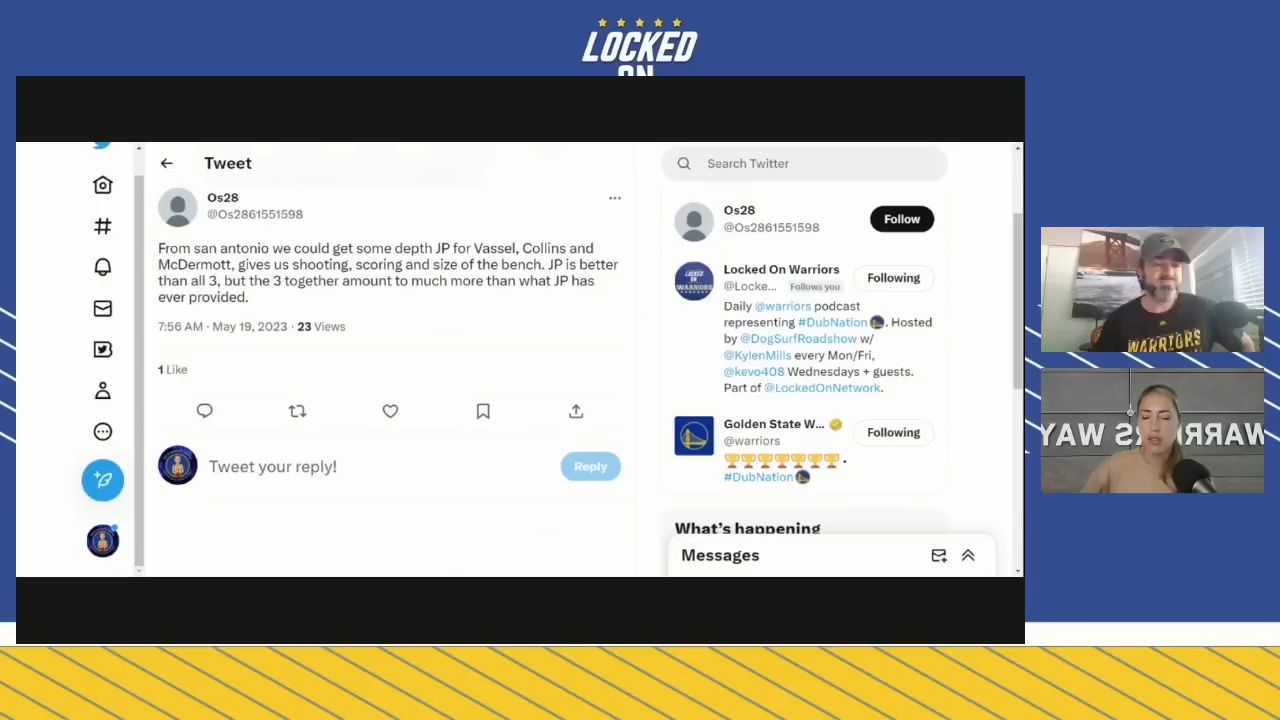 LOCKED
ON
Tweet
Os28
@Os2861551598
From san antonio we could get some depth JP for Vassel, Collins and
McDermott, gives us shooting, scoring and size of the bench. JP is better
than all 3, but the 3 together amount to much more than what JP has
ever provided.
7:56 AM · May 19, 2023 · 23 Views
1 Like
Tweet your reply!
Reply
Search Twitter
Os28
@Os2861551598
Follow
Locked On Warriors
@Locke... Follows you
Following
Daily @warriors podcast
representing #DubNation. Hosted
by @DogSurfRoadshow w/
@KylenMills every Mon/Fri,
@kevo408 Wednesdays + guests.
Part of @LockedOnNetwork.
Golden State W...
@warriors
Following
.
#DubNation
What's happening
Messages
WARRIORS
WARRIORS WAY